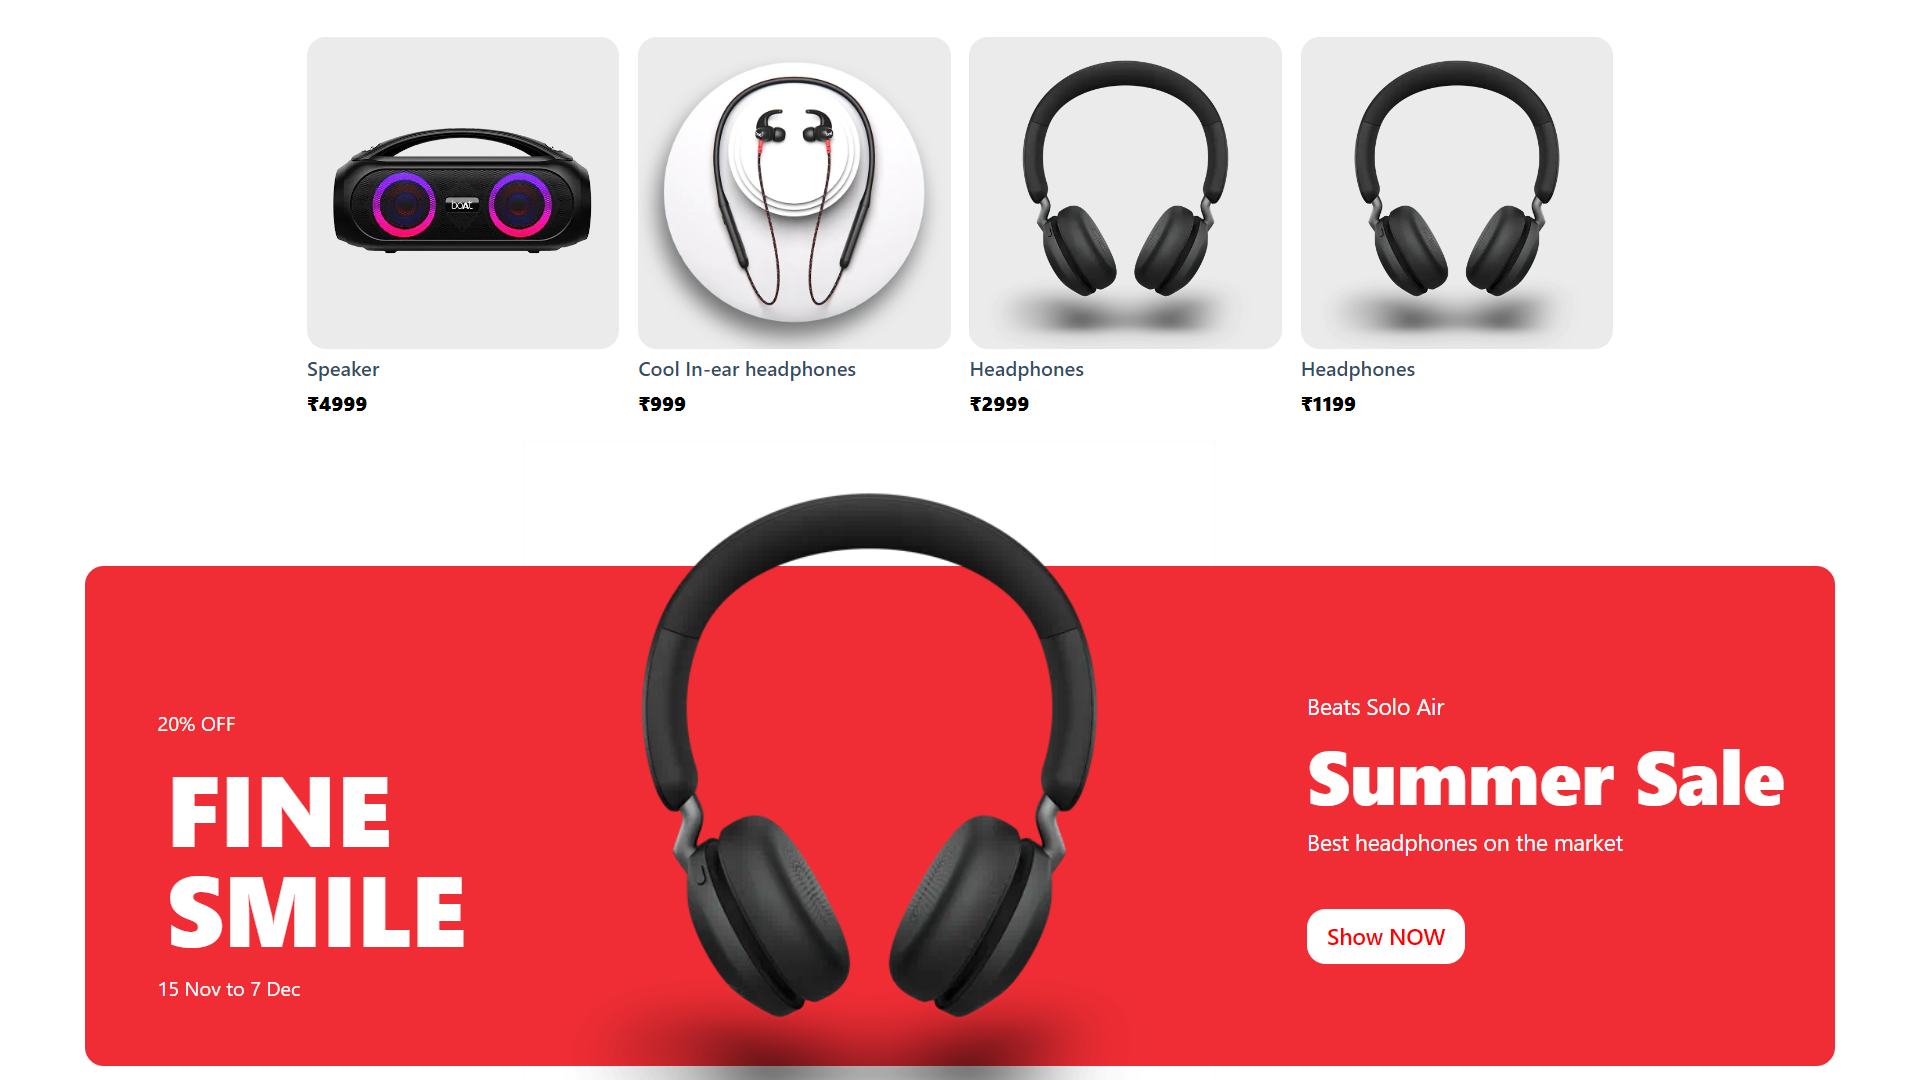 boAt
Speaker
₹4999
Cool In-ear headphones
₹999
Headphones
₹2999
Headphones
₹1199
20% OFF
FINE
SMILE
15 Nov to 7 Dec
Beats Solo Air
Summer Sale
Best headphones on the market
Show NOW